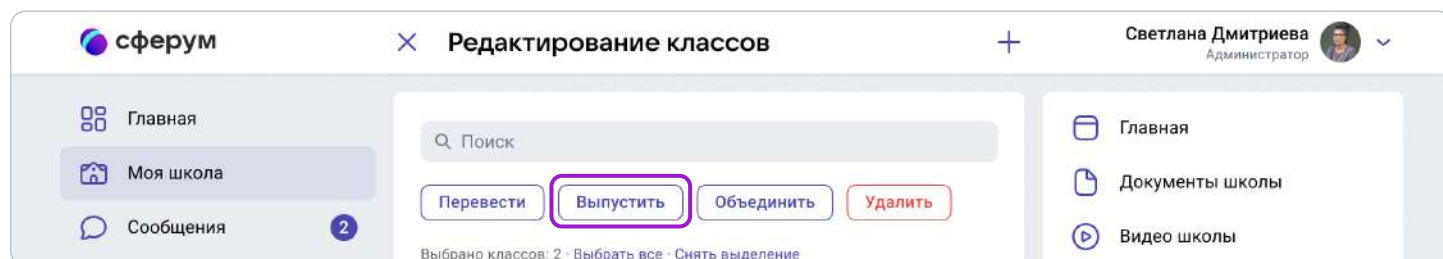 сферум
Редактирование классов
Светлана Дмитриева
Администратор
Главная
Моя школа
Сообщения
2
Поиск
Перевести
Выпустить
Объединить
Удалить
Выбрано классов: 2 · Выбрать все · Снять выделение
Главная
Документы школы
Видео школы